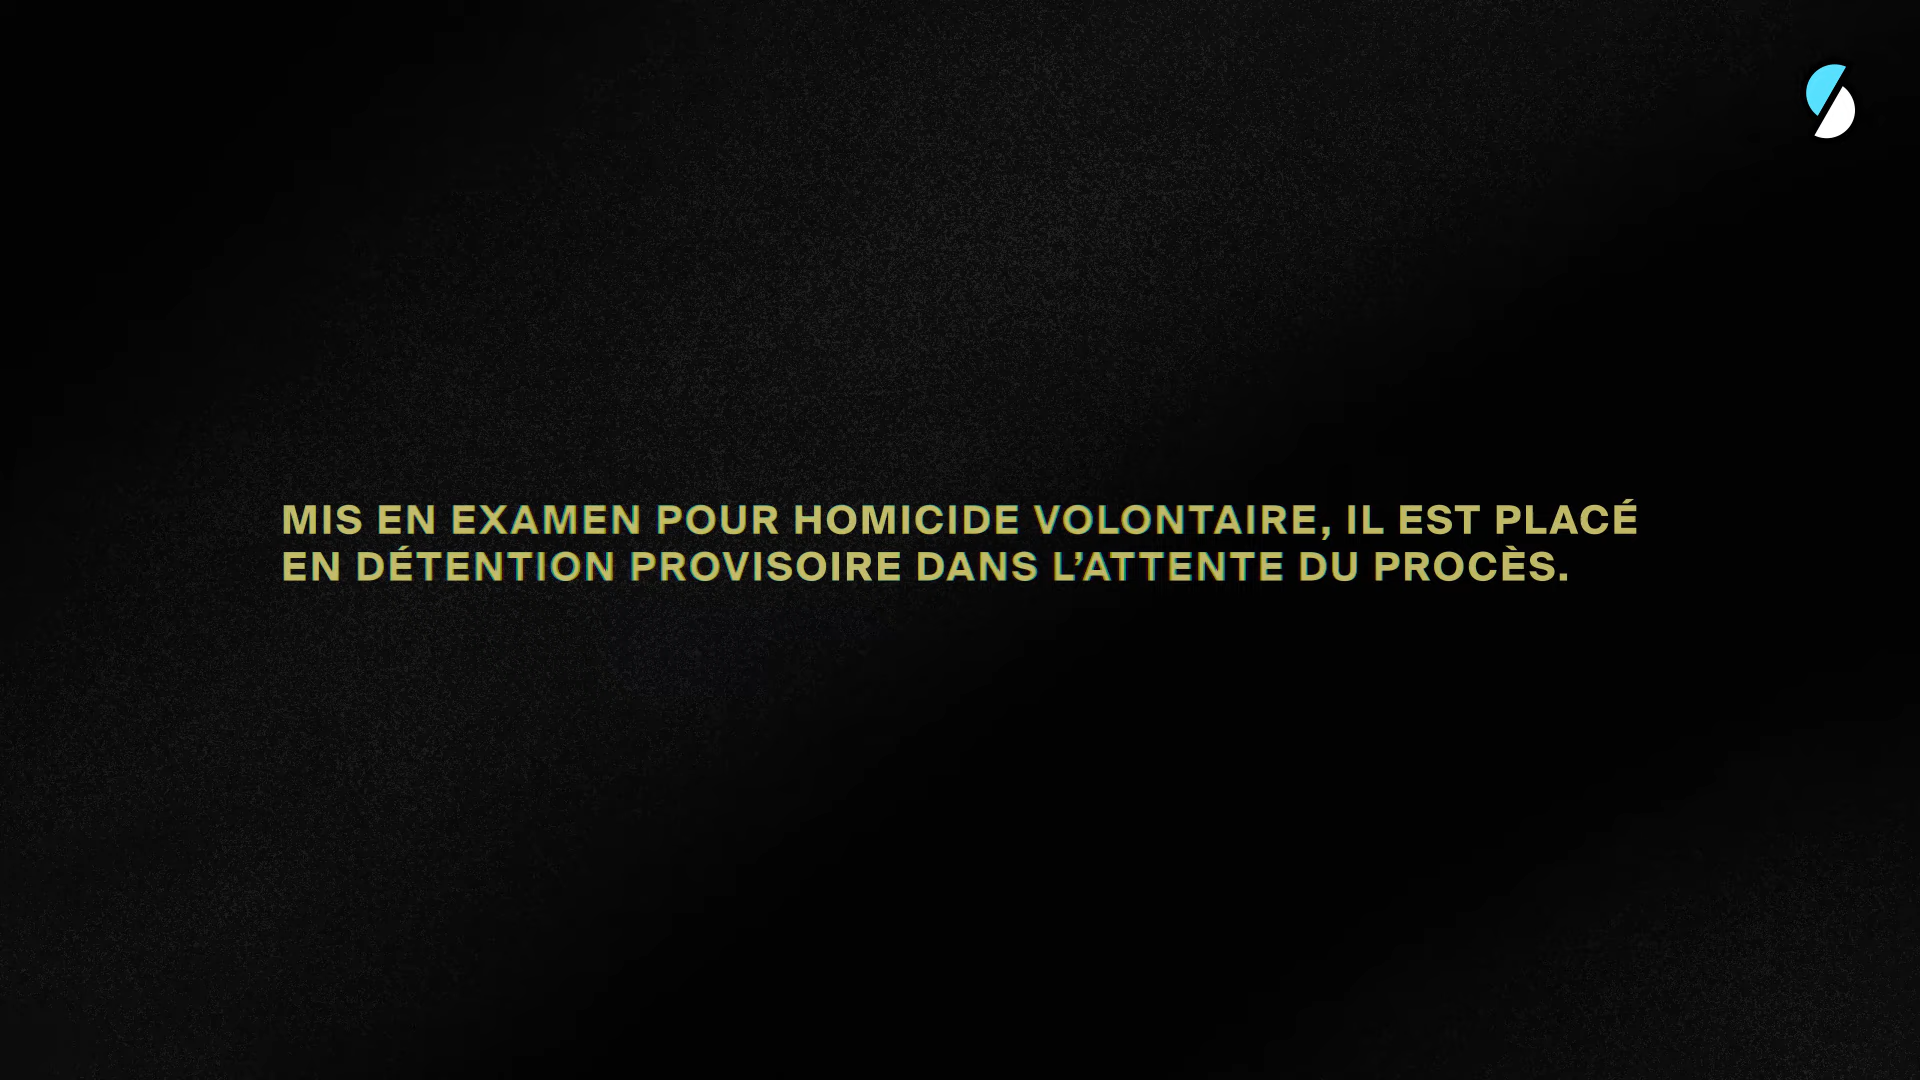 MIS EN EXAMEN POUR HOMICIDE VOLONTAIRE, IL EST PLACÉ
EN DÉTENTION PROVISOIRE DANS L’ATTENTE DU PROCÈS.